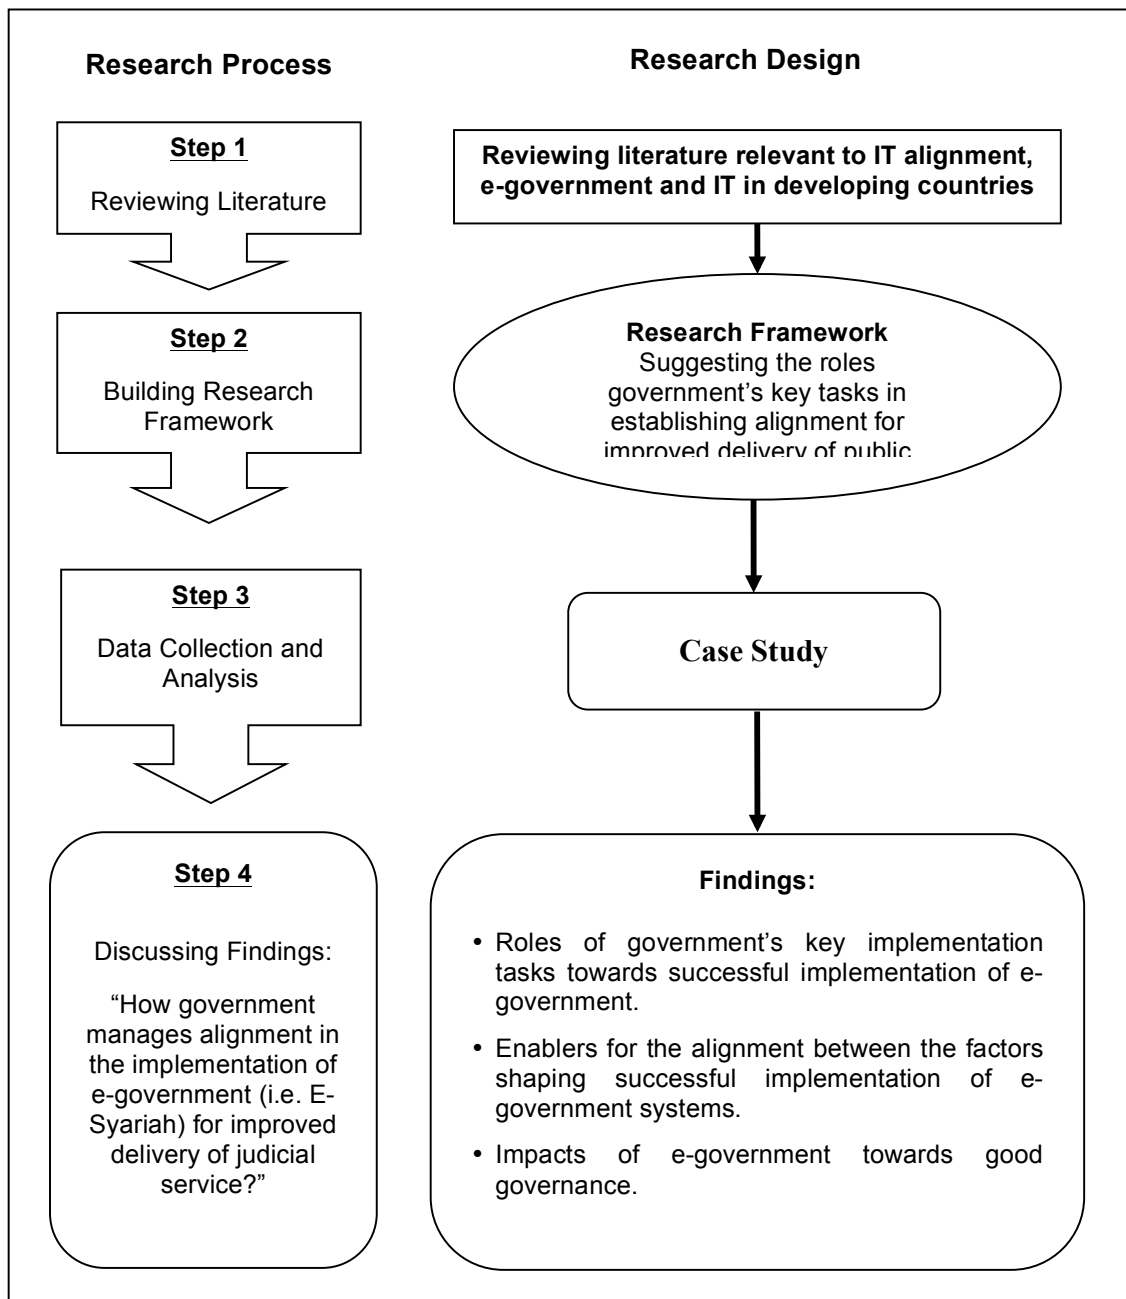 Research Process
Research Design
Step 1
Reviewing Literature
Reviewing literature relevant to IT alignment,
e-government and IT in developing countries
Step 2
Building Research
Framework
Research Framework
Suggesting the roles
government’s key tasks in
establishing alignment for
improved delivery of public
Step 3
Data Collection and
Analysis
Case Study
Step 4
Discussing Findings:
“How government
manages alignment in
the implementation of
e-government (i.e. E-
Syariah) for improved
delivery of judicial
service?”
Findings:
• Roles of government’s key implementation
tasks towards successful implementation of e-
government.
• Enablers for the alignment between the factors
shaping successful implementation of e-
government systems.
• Impacts of e-government towards good
governance.